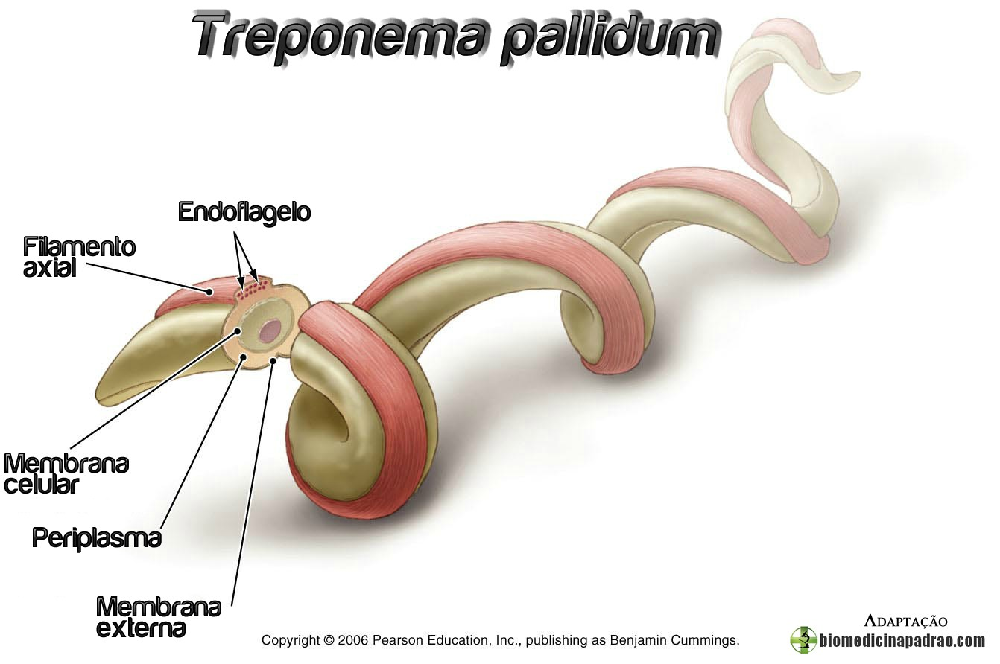 Treponema pallidum
Endoflagelo
Filamento
axial
Membrana
celular
Periplasma
Membrana
externa
Copyright © 2006 Pearson Education, Inc., publishing as Benjamin Cummings.
ADAPTAÇÃO
biomedicinapadrao.com